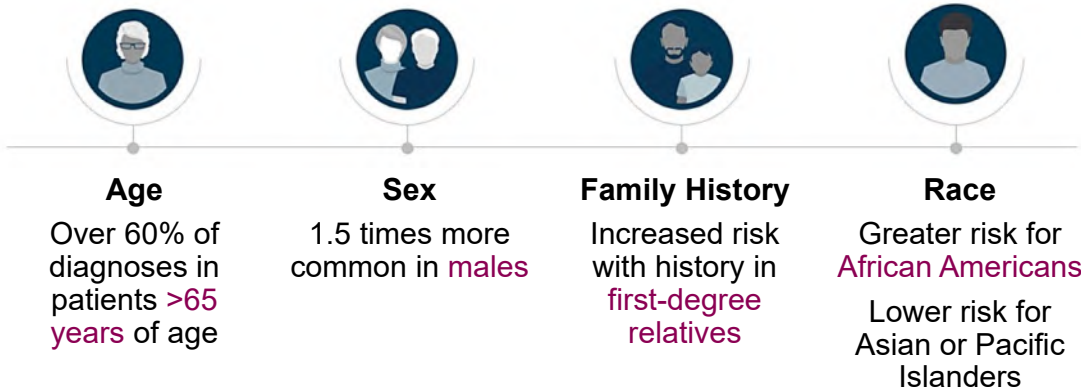 Age
Over 60% of
diagnoses in
patients >65
years of age
Sex
1.5 times more
common in males
Family History
Increased risk
with history in
first-degree
relatives
Race
Greater risk for
African Americans
Lower risk for
Asian or Pacific
Islanders